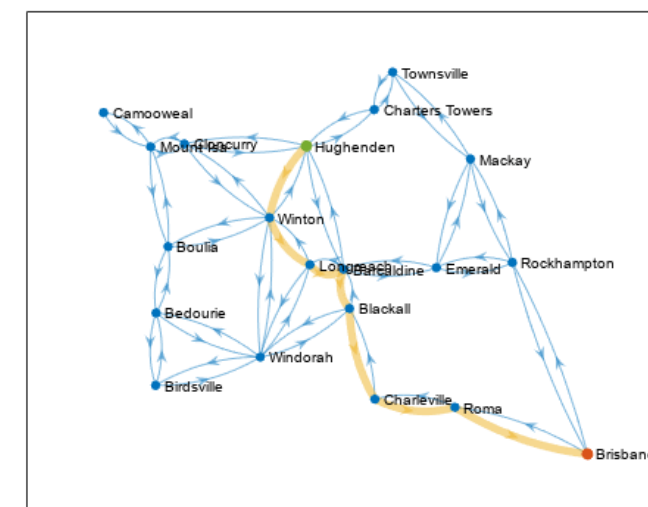 Townsville
Camooweal
Charters Towers
Mount Isa
Cloncurry
Hughenden
Mackay
Winton
Boulia
Longreach
Barcaldine
Emerald
Rockhampton
Bedourie
Blackall
Windorah
Birdsville
Charleville
Roma
Brisban